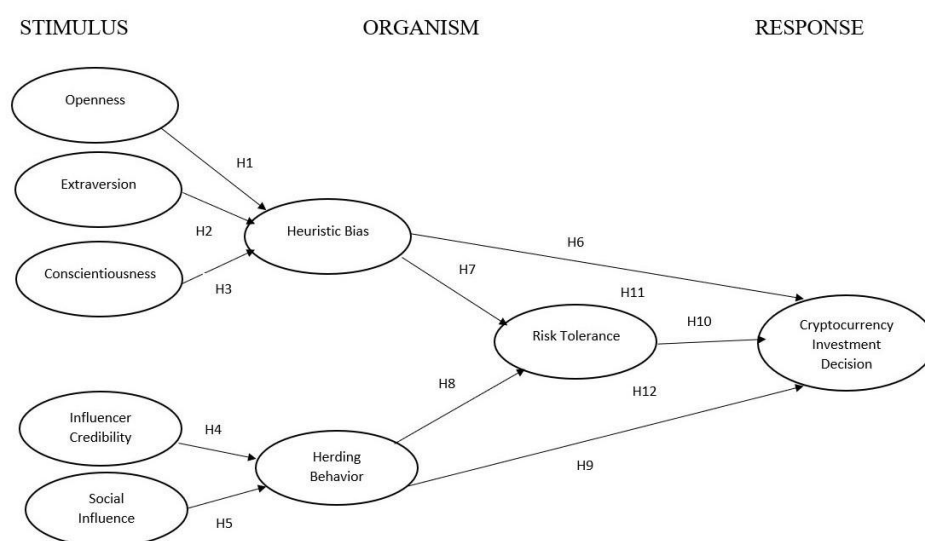 STIMULUS
ORGANISM
RESPONSE
Openness
H1
Extraversion
H2
Heuristic Bias
H6
Conscientiousness
H3
H7
H11
Risk Tolerance
H10
Cryptocurrency
Investment
Decision
H8
H12
Influencer
Credibility
H4
Herding
Behavior
H9
Social
Influence
H5